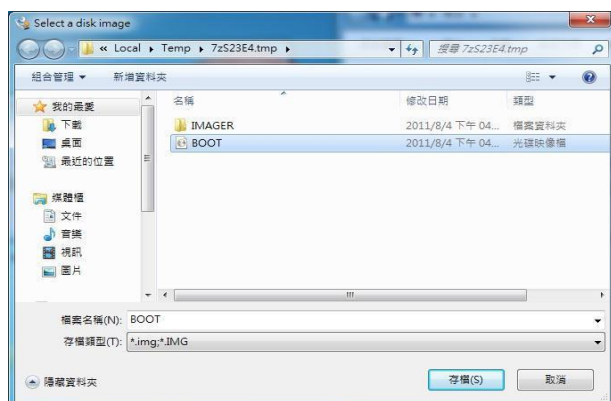 Select a disk image
« Local ▸ Temp ▸ 7zS23E4.tmp ▸
搜尋 7zS23E4.tmp
組合管理 ▼ 新增資料夾
我的最愛
下載
桌面
最近的位置
媒體櫃
文件
音樂
視訊
圖片
名稱 修改日期 類型
IMAGER 2011/8/4 下午 04... 檔案資料夾
BOOT 2011/8/4 下午 04... 光碟映像檔
檔案名稱(N): BOOT
存檔類型(T): *.img;*.IMG
隱藏資料夾
存檔(S) 取消